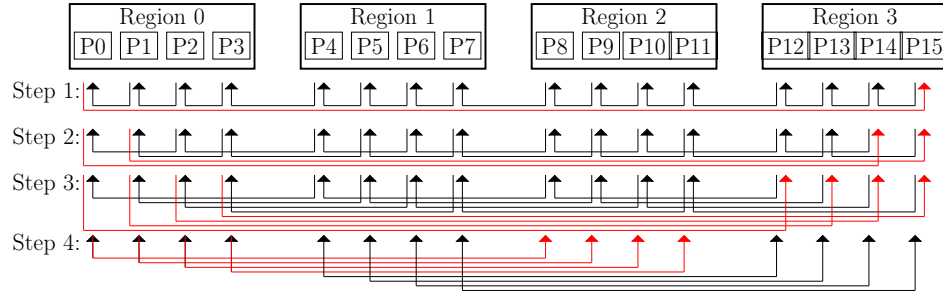 Region 0 Region 1 Region 2 Region 3
P0 P1 P2 P3 P4 P5 P6 P7 P8 P9 P10 P11 P12 P13 P14 P15
Step 1:
Step 2:
Step 3:
Step 4: